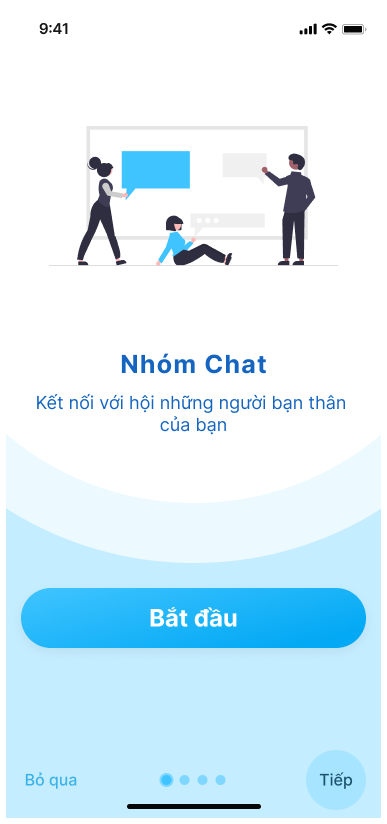 9:41
Nhóm Chat
Kết nối với hội những người bạn thân
của bạn
Bắt đầu
Bỏ qua
Tiếp